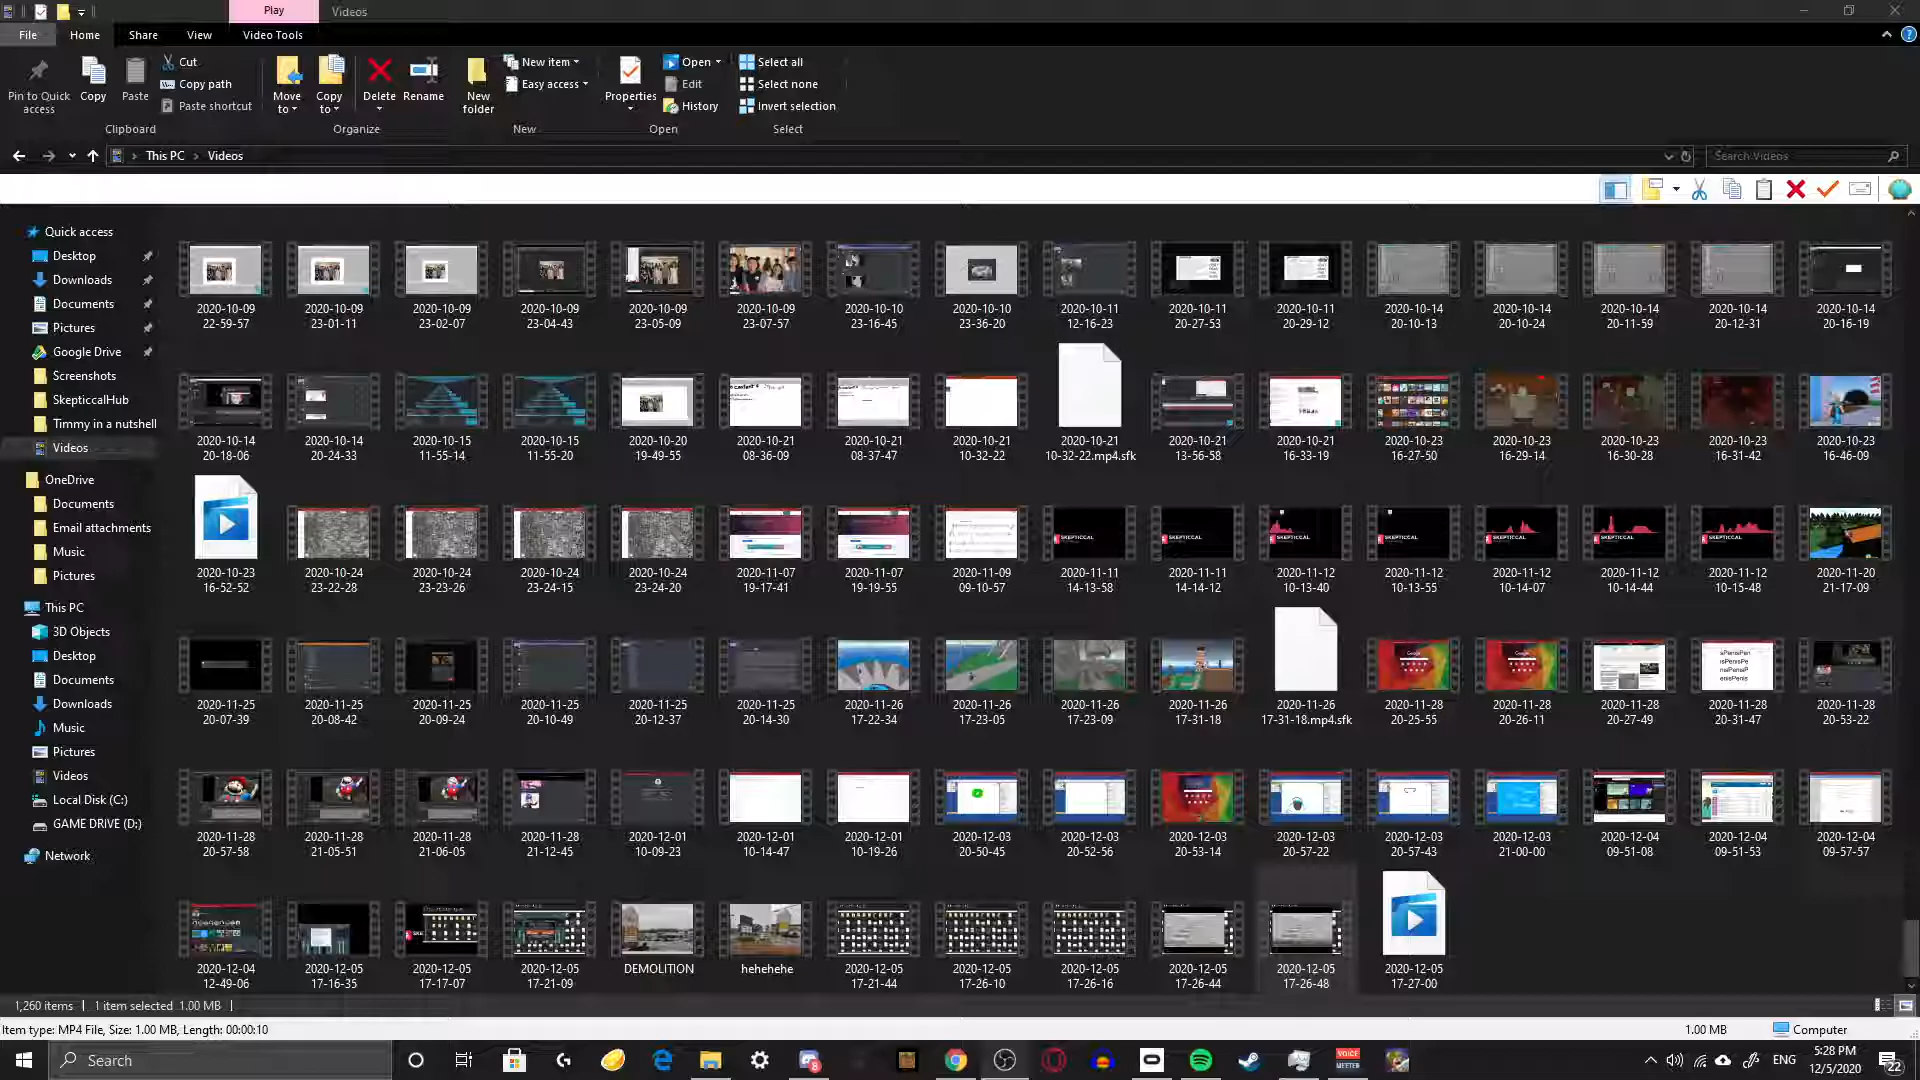 Play Videos
File Home Share View Video Tools
Pin to Quick access Copy Paste Cut Copy path Paste shortcut Move to Copy to Delete Rename New folder New item Easy access Properties Open Edit History Select all Select none Invert selection
Clipboard Organize New Open Select
This PC Videos Search Videos
Quick access
Desktop
Downloads
Documents
Pictures
Google Drive
Screenshots
SkepticcalHub
Timmy in a nutshell
Videos
OneDrive
Documents
Email attachments
Music
Pictures
This PC
3D Objects
Desktop
Documents
Downloads
Music
Pictures
Videos
Local Disk (C:)
GAME DRIVE (D:)
Network
2020-10-09 2020-10-09 2020-10-09 2020-10-09 2020-10-09 2020-10-09 2020-10-10 2020-10-10 2020-10-11 2020-10-11 2020-10-11 2020-10-14 2020-10-14 2020-10-14 2020-10-14 2020-10-14
22-59-57 23-01-11 23-02-07 23-04-43 23-05-09 23-07-57 23-16-45 23-36-20 12-16-23 20-27-53 20-29-12 20-10-13 20-10-24 20-11-59 20-12-31 20-16-19
2020-10-14 2020-10-14 2020-10-15 2020-10-15 2020-10-20 2020-10-21 2020-10-21 2020-10-21 2020-10-21 2020-10-21 2020-10-21 2020-10-23 2020-10-23 2020-10-23 2020-10-23 2020-10-23
20-18-06 20-24-33 11-55-14 11-55-20 19-49-55 08-36-09 08-37-47 10-32-22 10-32-22.mp4.sfk 13-56-58 16-33-19 16-27-50 16-29-14 16-30-28 16-31-42 16-46-09
SKEPTICCAL SKEPTICCAL SKEPTICCAL SKEPTICCAL SKEPTICCAL SKEPTICCAL SKEPTICCAL
2020-10-23 2020-10-24 2020-10-24 2020-10-24 2020-10-24 2020-11-07 2020-11-07 2020-11-09 2020-11-11 2020-11-11 2020-11-12 2020-11-12 2020-11-12 2020-11-12 2020-11-12 2020-11-20
16-52-52 23-22-28 23-23-26 23-24-15 23-24-20 19-17-41 19-19-55 09-10-57 14-13-58 14-14-12 10-13-40 10-13-55 10-14-07 10-14-44 10-15-48 21-17-09
Google Google
sPenisPen
isPenisPe
nisPenisP
enisPenis
2020-11-25 2020-11-25 2020-11-25 2020-11-25 2020-11-25 2020-11-25 2020-11-26 2020-11-26 2020-11-26 2020-11-26 2020-11-26 2020-11-28 2020-11-28 2020-11-28 2020-11-28 2020-11-28
20-07-39 20-08-42 20-09-24 20-10-49 20-12-37 20-14-30 17-22-34 17-23-05 17-23-09 17-31-18 17-31-18.mp4.sfk 20-25-55 20-26-11 20-27-49 20-31-47 20-53-22
2020-11-28 2020-11-28 2020-11-28 2020-11-28 2020-12-01 2020-12-01 2020-12-01 2020-12-03 2020-12-03 2020-12-03 2020-12-03 2020-12-03 2020-12-03 2020-12-04 2020-12-04 2020-12-04
20-57-58 21-05-51 21-06-05 21-12-45 10-09-23 10-14-47 10-19-26 20-50-45 20-52-56 20-53-14 20-57-22 20-57-43 21-00-00 09-51-08 09-51-53 09-57-57
2020-12-04 2020-12-05 2020-12-05 2020-12-05 DEMOLITION hehehehe 2020-12-05 2020-12-05 2020-12-05 2020-12-05 2020-12-05 2020-12-05
12-49-06 17-16-35 17-17-07 17-21-09 17-21-44 17-26-10 17-26-16 17-26-44 17-26-48 17-27-00
1,260 items 1 item selected 1.00 MB
Item type: MP4 File, Size: 1.00 MB, Length: 00:00:10 1.00 MB Computer
Search VOICE MEETER ENG 5:28 PM
12/5/2020 22